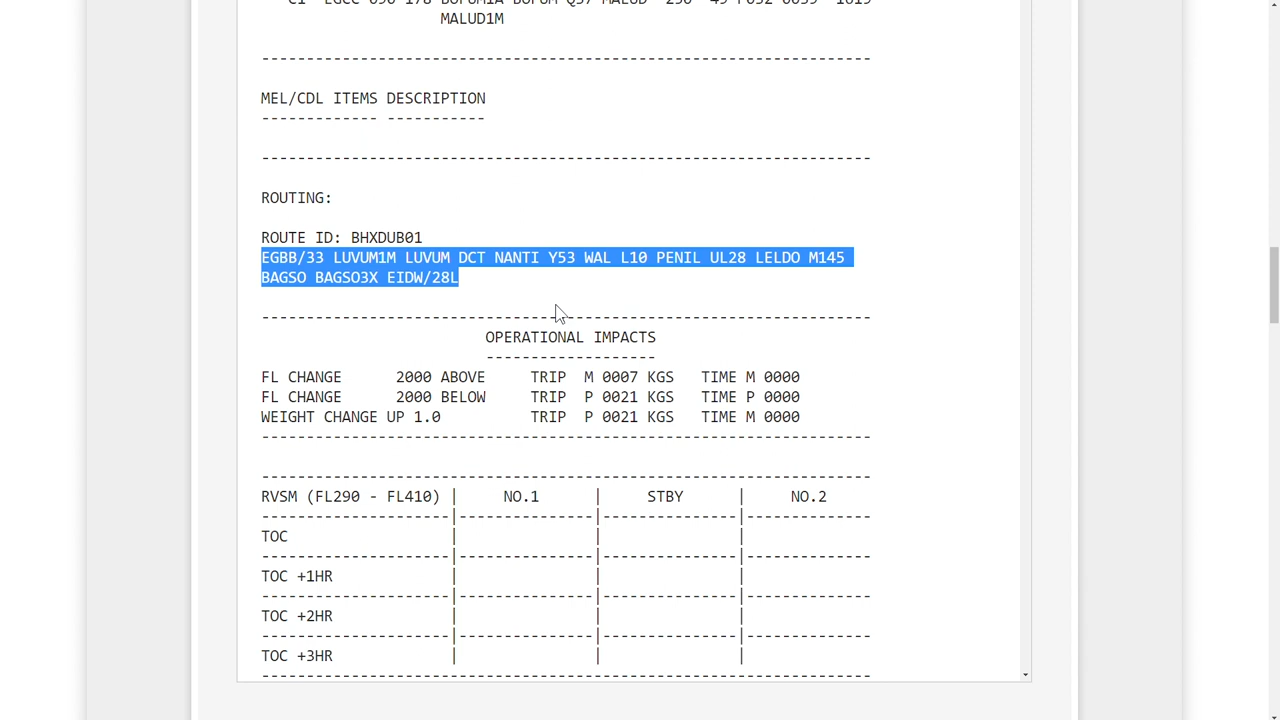 MALUD1M
--------------------------------------------------------------------
MEL/CDL ITEMS DESCRIPTION
------------- -----------
--------------------------------------------------------------------
ROUTING:
ROUTE ID: BHXDUB01
EGBB/33 LUVUM1M LUVUM DCT NANTI Y53 WAL L10 PENIL UL28 LELDO M145
BAGSO BAGSO3X EIDW/28L
--------------------------------------------------------------------
OPERATIONAL IMPACTS
-------------------
FL CHANGE 2000 ABOVE TRIP M 0007 KGS TIME M 0000
FL CHANGE 2000 BELOW TRIP P 0021 KGS TIME P 0000
WEIGHT CHANGE UP 1.0 TRIP P 0021 KGS TIME M 0000
--------------------------------------------------------------------
--------------------------------------------------------------------
RVSM (FL290 - FL410) | NO.1 | STBY | NO.2
---------------------|---------------|---------------|--------------
TOC | | |
---------------------|---------------|---------------|--------------
TOC +1HR | | |
---------------------|---------------|---------------|--------------
TOC +2HR | | |
---------------------|---------------|---------------|--------------
TOC +3HR | | |
--------------------------------------------------------------------